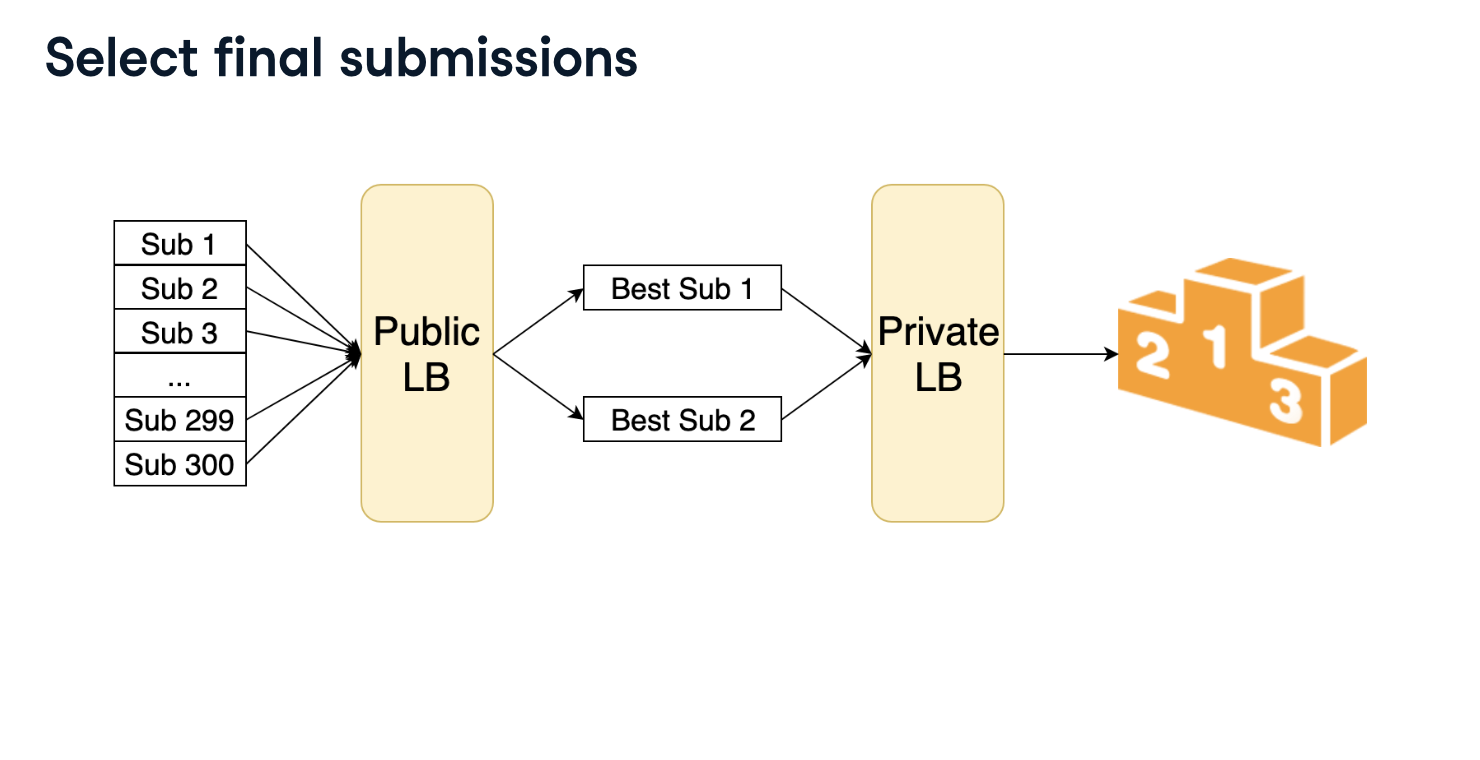 Select final submissions
Sub 1
Sub 2
Sub 3
...
Sub 299
Sub 300
Public
LB
Best Sub 1
Best Sub 2
Private
LB
2
1
3